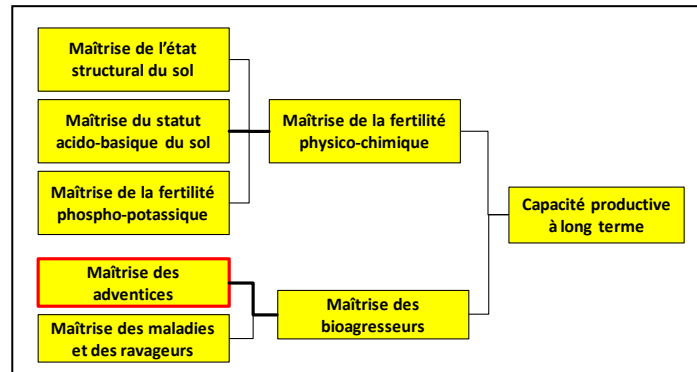 Maîtrise de l’état
structural du sol
Maîtrise du statut
acido-basique du sol
Maîtrise de la fertilité
phospho-potassique
Maîtrise de la fertilité
physico-chimique
Capacité productive
à long terme
Maîtrise des
adventices
Maîtrise des maladies
et des ravageurs
Maîtrise des
bioagresseurs